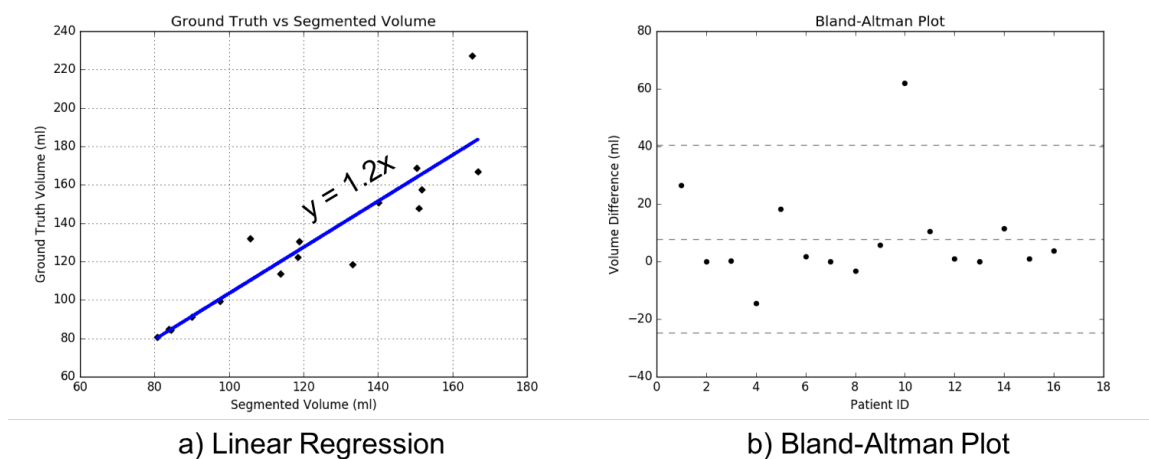 Ground Truth vs Segmented Volume
Ground Truth Volume (ml)
240
220
200
180
160
140
120
100
80
60
y = 1.2x
60 80 100 120 140 160 180
Segmented Volume (ml)
a) Linear Regression
Bland-Altman Plot
Volume Difference (ml)
80
60
40
20
0
−20
−40
0 2 4 6 8 10 12 14 16 18
Patient ID
b) Bland-Altman Plot